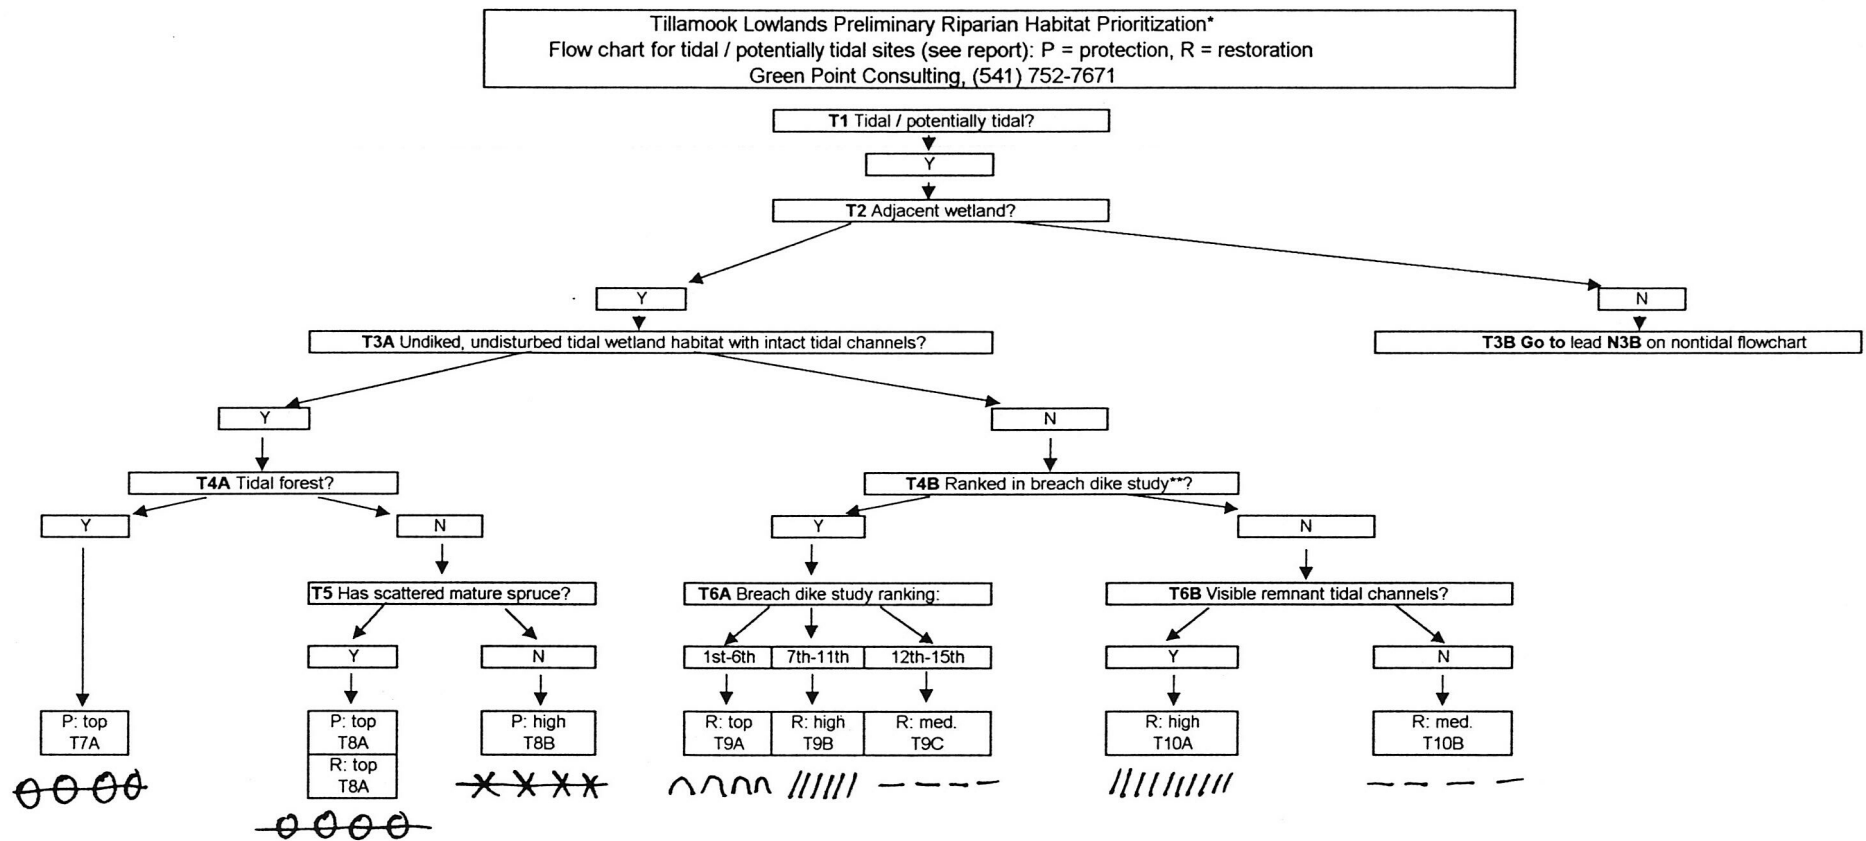 Tillamook Lowlands Preliminary Riparian Habitat Prioritization*
Flow chart for tidal / potentially tidal sites (see report): P = protection, R = restoration
Green Point Consulting, (541) 752-7671
T1 Tidal / potentially tidal?
Y
T2 Adjacent wetland?
Y
N
T3A Undiked, undisturbed tidal wetland habitat with intact tidal channels?
T3B Go to lead N3B on nontidal flowchart
Y
N
T4A Tidal forest?
T4B Ranked in breach dike study**?
Y
N
Y
N
T5 Has scattered mature spruce?
T6A Breach dike study ranking:
T6B Visible remnant tidal channels?
Y
N
1st-6th
7th-11th
12th-15th
Y
N
P: top
T7A
P: top
T8A
R: top
T8A
P: high
T8B
R: top
T9A
R: high
T9B
R: med.
T9C
R: high
T10A
R: med.
T10B